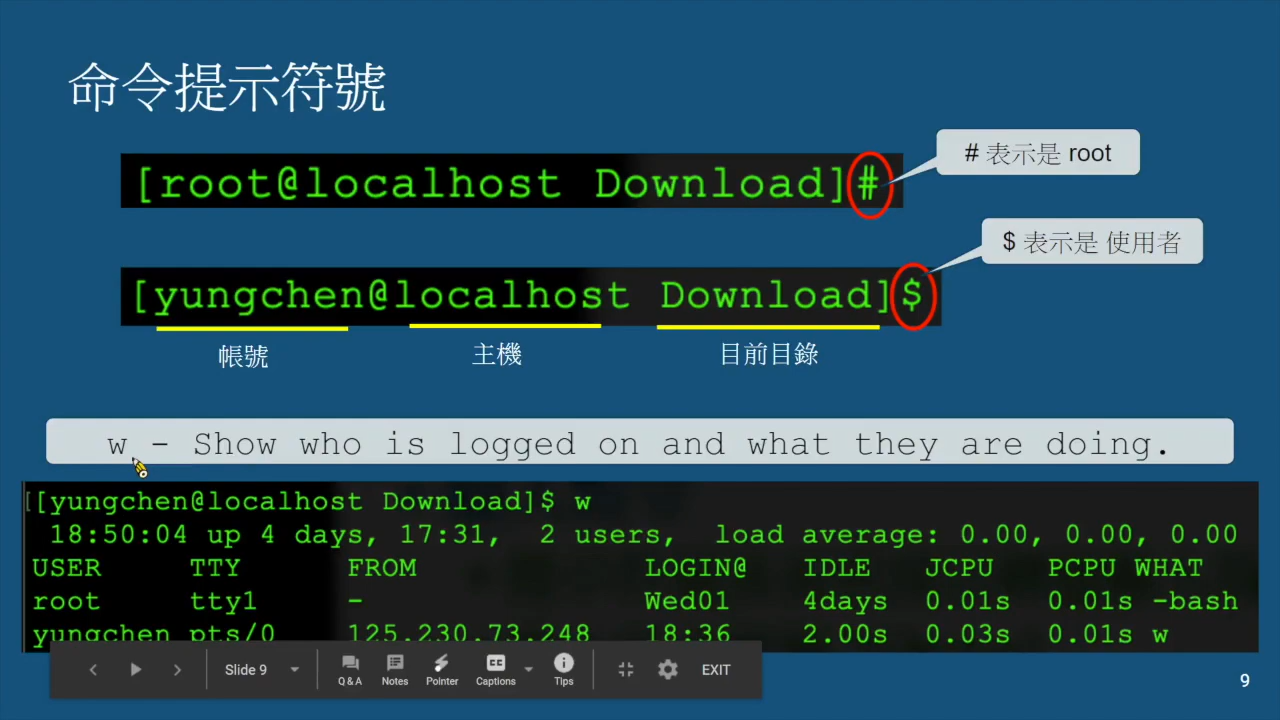 命令提示符號
[root@localhost Download]#
# 表示是 root
$ 表示是 使用者
[yungchen@localhost Download]$
帳號 主機 目前目錄
w - Show who is logged on and what they are doing.
[[yungchen@localhost Download]$ w
18:50:04 up 4 days, 17:31, 2 users, load average: 0.00, 0.00, 0.00
USER TTY FROM LOGIN@ IDLE JCPU PCPU WHAT
root tty1 - Wed01 4days 0.01s 0.01s -bash
yungchen pts/0 125.230.73.248 18:36 2.00s 0.03s 0.01s w
Slide 9 Q&A Notes Pointer Captions Tips EXIT
9